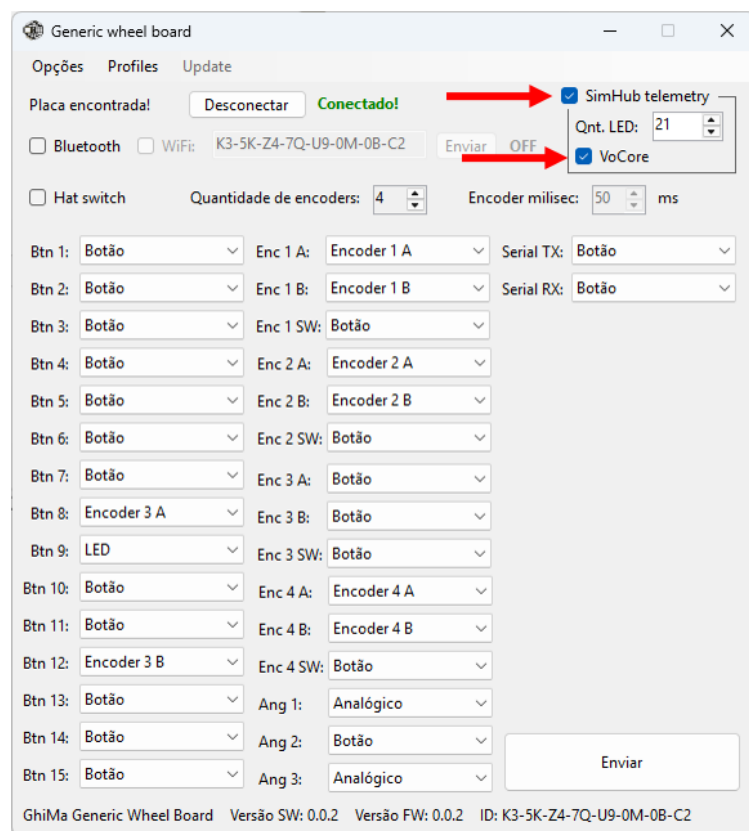 Generic wheel board
Opções Profiles Update
Placa encontrada! Desconectar Conectado! SimHub telemetry
Qnt. LED: 21
Bluetooth WiFi: K3-5K-Z4-7Q-U9-0M-0B-C2 Enviar OFF VoCore
Hat switch Quantidade de encoders: 4 Encoder milisec: 50 ms
Btn 1: Botão Enc 1 A: Encoder 1 A Serial TX: Botão
Btn 2: Botão Enc 1 B: Encoder 1 B Serial RX: Botão
Btn 3: Botão Enc 1 SW: Botão
Btn 4: Botão Enc 2 A: Encoder 2 A
Btn 5: Botão Enc 2 B: Encoder 2 B
Btn 6: Botão Enc 2 SW: Botão
Btn 7: Botão Enc 3 A: Botão
Btn 8: Encoder 3 A Enc 3 B: Botão
Btn 9: LED Enc 3 SW: Botão
Btn 10: Botão Enc 4 A: Encoder 4 A
Btn 11: Botão Enc 4 B: Encoder 4 B
Btn 12: Encoder 3 B Enc 4 SW: Botão
Btn 13: Botão Ang 1: Analógico
Btn 14: Botão Ang 2: Botão
Btn 15: Botão Ang 3: Analógico
Enviar
GhiMa Generic Wheel Board Versão SW: 0.0.2 Versão FW: 0.0.2 ID: K3-5K-Z4-7Q-U9-0M-0B-C2